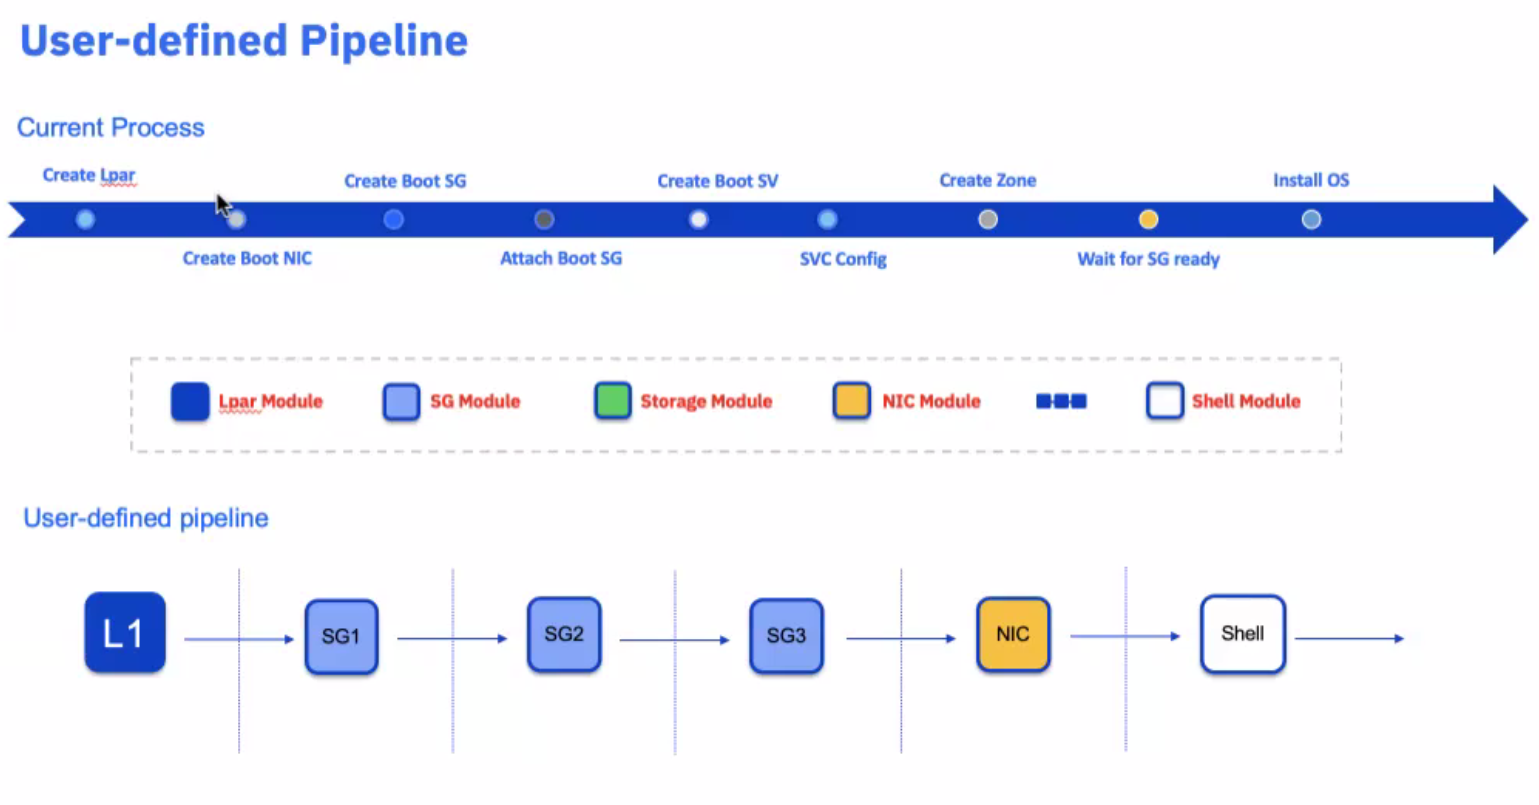 User-defined Pipeline
Current Process
Create Lpar
Create Boot NIC
Create Boot SG
Attach Boot SG
Create Boot SV
SVC Config
Create Zone
Wait for SG ready
Install OS
Lpar Module
SG Module
Storage Module
NIC Module
Shell Module
User-defined pipeline
L1
SG1
SG2
SG3
NIC
Shell